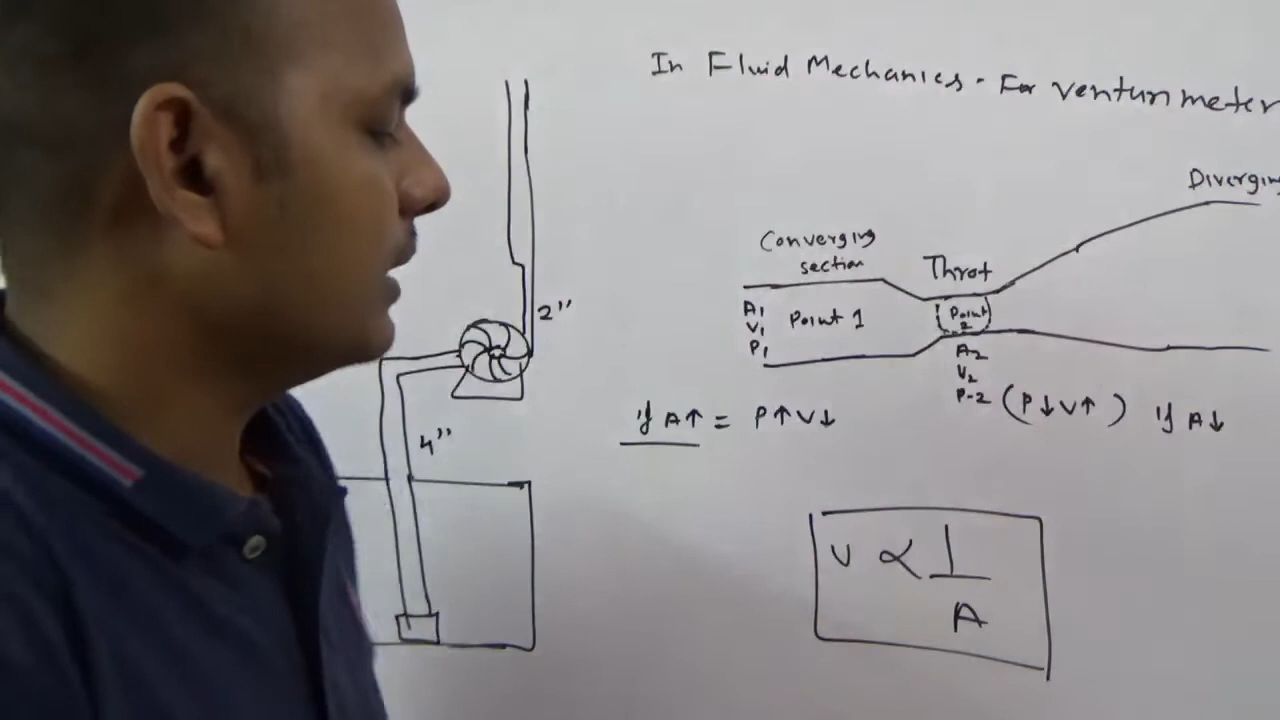 In Fluid Mechanics. For venturimeter
Diverging
Converging
section
Throt
A1
V1
P1
Point 1
Point
2
A2
V2
P-2 (P↓V↑) if A↓
if A↑ = P↑V↓
2"
4"
V ∝ 1
A